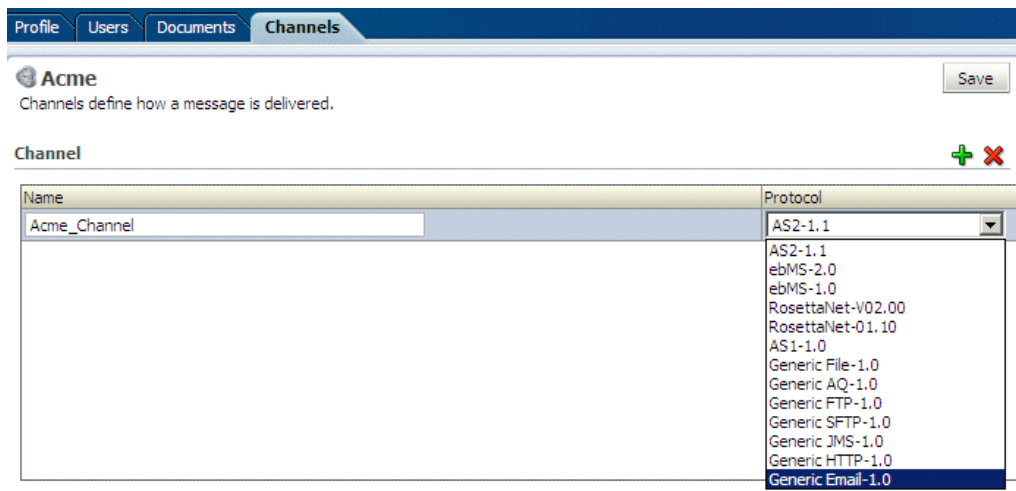 Profile Users Documents Channels
Acme Save
Channels define how a message is delivered.
Channel
Name Protocol
Acme_Channel AS2-1.1
AS2-1.1
ebMS-2.0
ebMS-1.0
RosettaNet-V02.00
RosettaNet-01.10
AS1-1.0
Generic File-1.0
Generic AQ-1.0
Generic FTP-1.0
Generic SFTP-1.0
Generic JMS-1.0
Generic HTTP-1.0
Generic Email-1.0